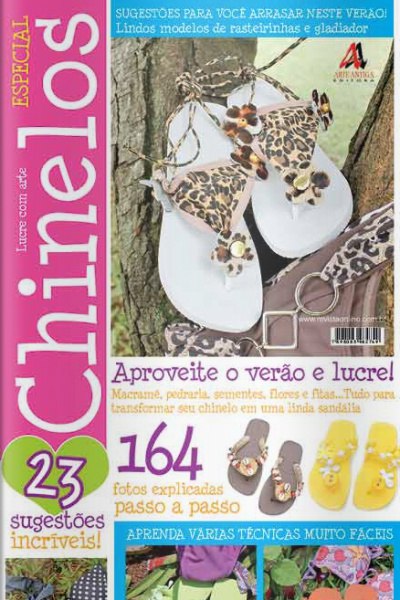 SUGESTÕES PARA VOCÊ ARRASAR NESTE VERÃO!
Lindos modelos de rasteirinhas e gladiador
ESPECIAL
Chinelos
Lucre com arte
ARTE ANTIGA
EDITORA
Aproveite o verão e lucre!
Macramê, pedraria, sementes, flores e fitas...Tudo para
transformar seu chinelo em uma linda sandália
23
sugestões
incríveis!
164
fotos explicadas
passo a passo
APRENDA VÁRIAS TÉCNICAS MUITO FÁCEIS